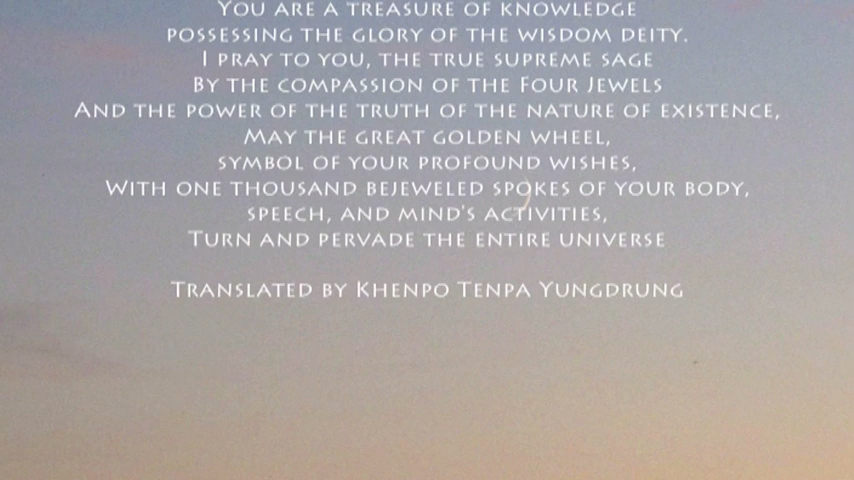 You are a treasure of knowledge
possessing the glory of the wisdom deity.
I pray to you, the true supreme sage
By the compassion of the Four Jewels
And the power of the truth of the nature of existence,
May the great golden wheel,
symbol of your profound wishes,
With one thousand bejeweled spokes of your body,
speech, and mind's activities,
Turn and pervade the entire universe
Translated by Khenpo Tenpa Yungdrung